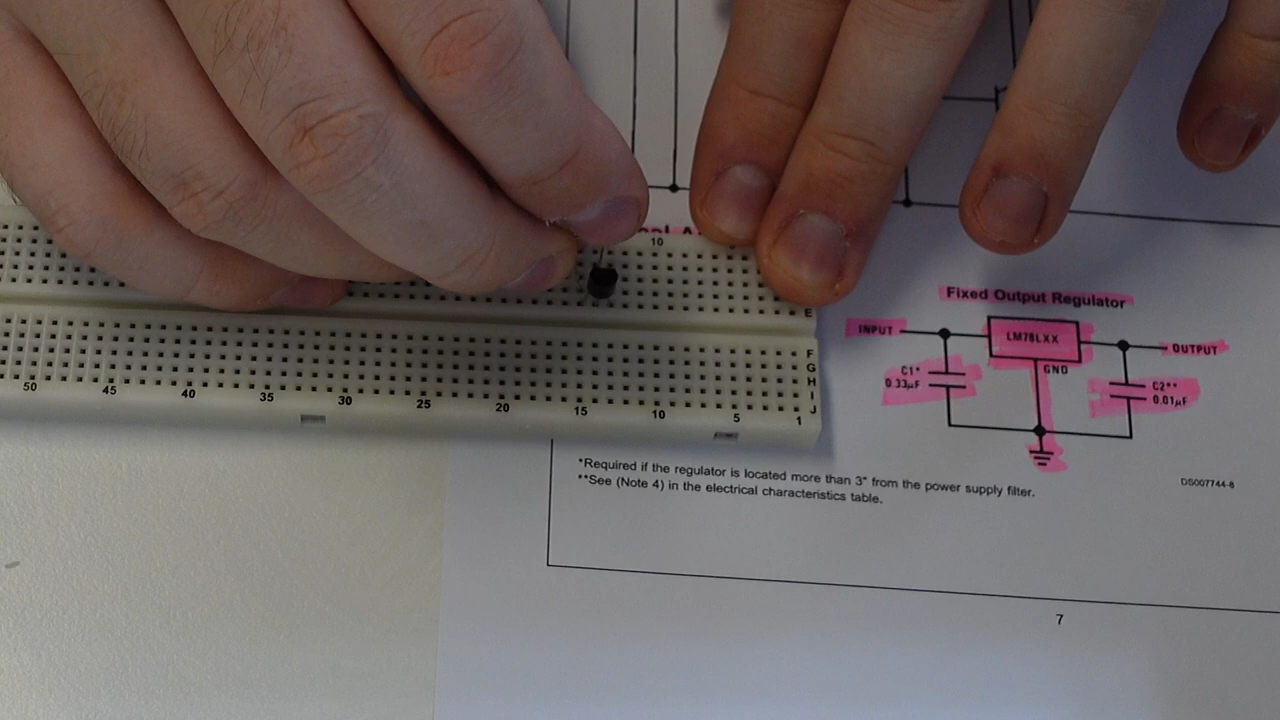 10
E
F
G
H
I
J
50 45 40 35 30 25 20 15 10 5 1
Fixed Output Regulator
INPUT
LM78LXX
OUTPUT
GND
C1*
0.33µF
C2**
0.01µF
*Required if the regulator is located more than 3" from the power supply filter.
**See (Note 4) in the electrical characteristics table.
DS007744-8
7